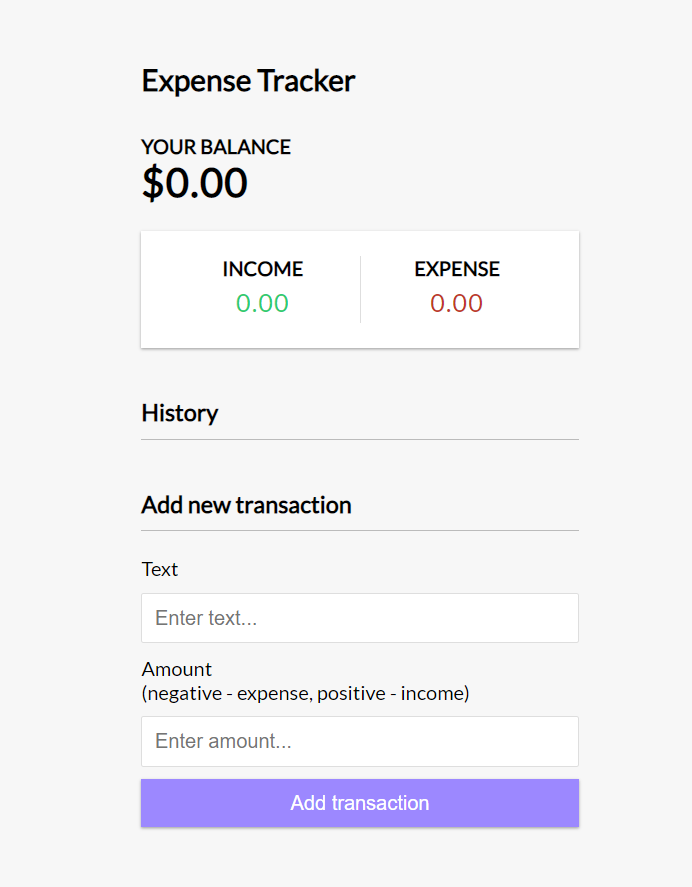 Expense Tracker
YOUR BALANCE
$0.00
INCOME
EXPENSE
0.00
0.00
History
Add new transaction
Text
Enter text...
Amount
(negative - expense, positive - income)
Enter amount...
Add transaction